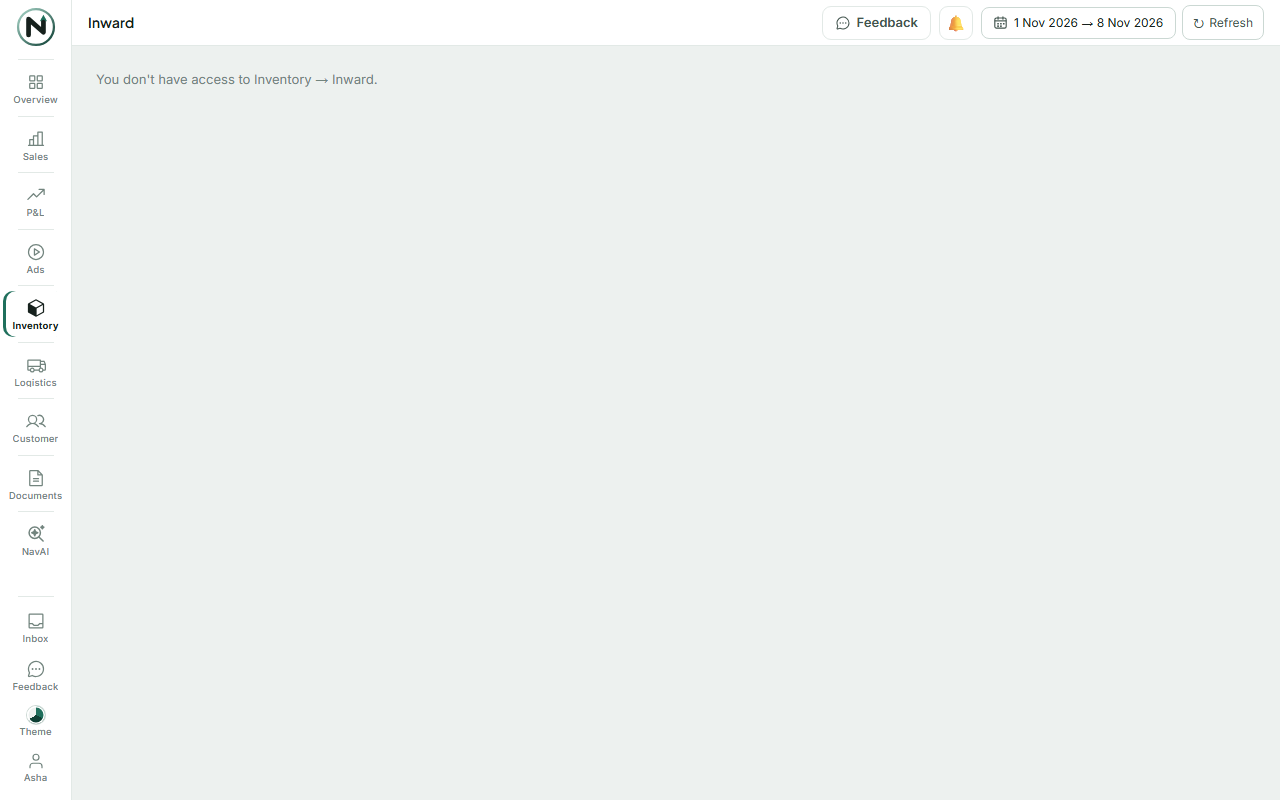 Inward
Feedback
1 Nov 2026 → 8 Nov 2026
Refresh
You don't have access to Inventory → Inward.
Overview
Sales
P&L
Ads
Inventory
Logistics
Customer
Documents
NavAI
Inbox
Feedback
Theme
Asha